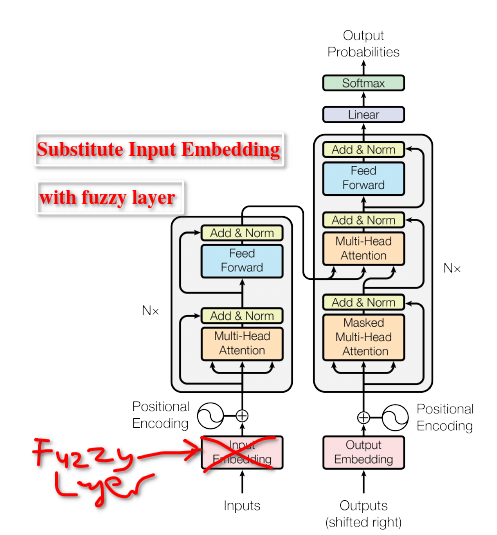 Output
Probabilities
Softmax
Linear
Add & Norm
Feed
Forward
Add & Norm
Multi-Head
Attention
Add & Norm
Masked
Multi-Head
Attention
N×
Substitute Input Embedding
with fuzzy layer
Add & Norm
Feed
Forward
N×
Add & Norm
Multi-Head
Attention
Positional
Encoding
Positional
Encoding
Fuzzy
Layer
Input
Embedding
Output
Embedding
Inputs
Outputs
(shifted right)